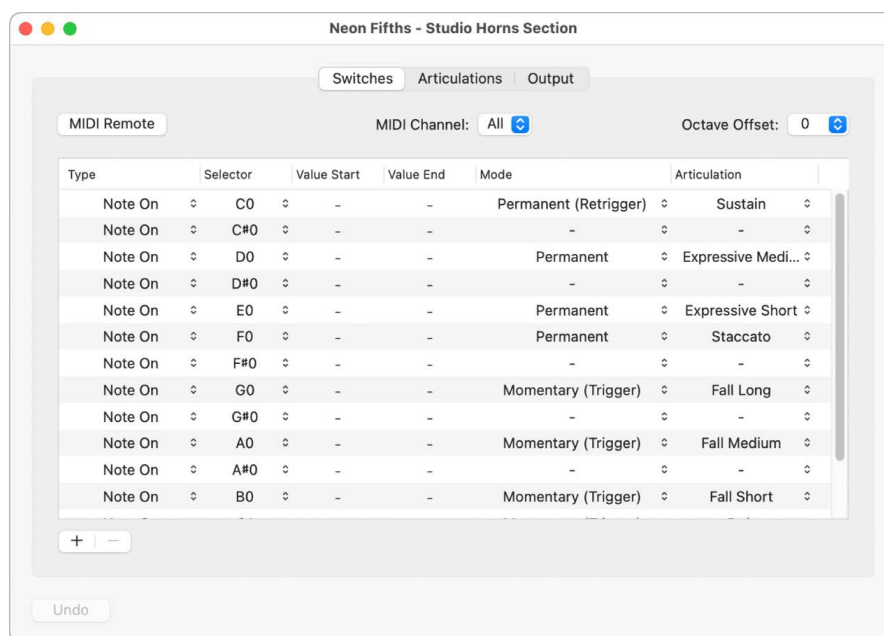 Neon Fifths - Studio Horns Section
Switches Articulations Output
MIDI Remote MIDI Channel: All Octave Offset: 0
Type Selector Value Start Value End Mode Articulation
Note On C0 - - Permanent (Retrigger) Sustain
Note On C#0 - - - -
Note On D0 - - Permanent Expressive Medi...
Note On D#0 - - - -
Note On E0 - - Permanent Expressive Short
Note On F0 - - Permanent Staccato
Note On F#0 - - - -
Note On G0 - - Momentary (Trigger) Fall Long
Note On G#0 - - - -
Note On A0 - - Momentary (Trigger) Fall Medium
Note On A#0 - - - -
Note On B0 - - Momentary (Trigger) Fall Short
+ −
Undo